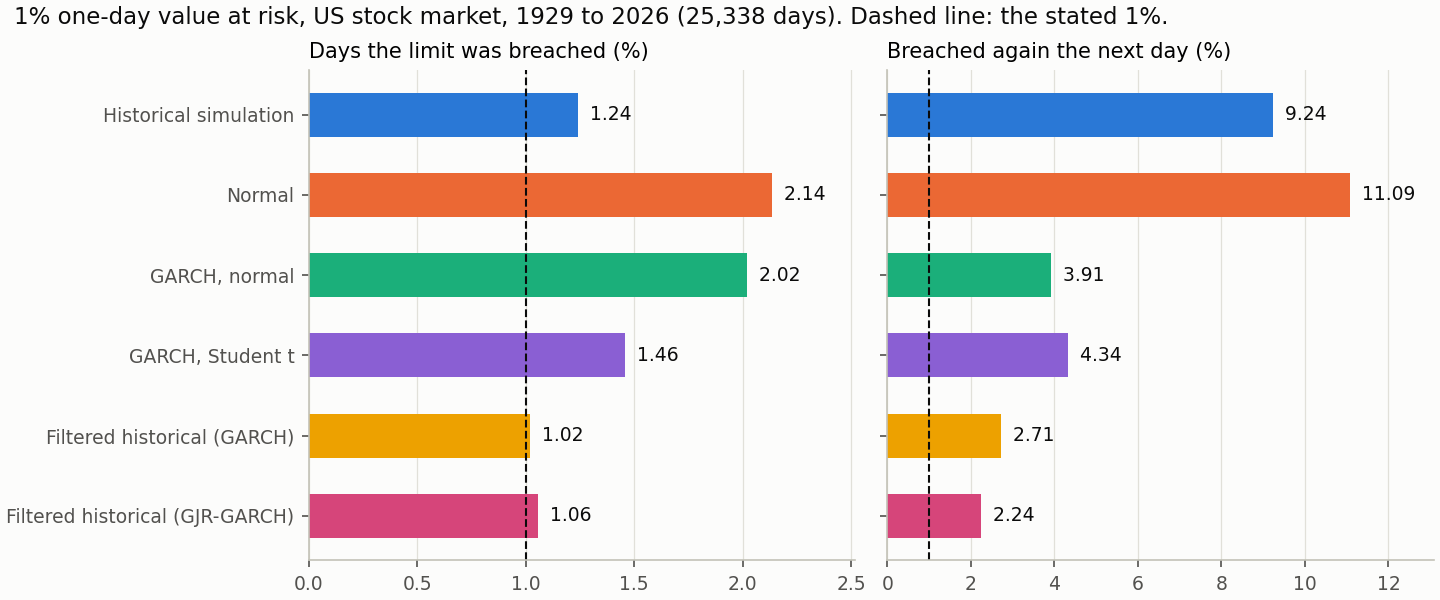 1% one-day value at risk, US stock market, 1929 to 2026 (25,338 days). Dashed line: the stated 1%.
Days the limit was breached (%)
Breached again the next day (%)
Historical simulation
1.24
9.24
Normal
2.14
11.09
GARCH, normal
2.02
3.91
GARCH, Student t
1.46
4.34
Filtered historical (GARCH)
1.02
2.71
Filtered historical (GJR-GARCH)
1.06
2.24
0.0 0.5 1.0 1.5 2.0 2.5
0 2 4 6 8 10 12